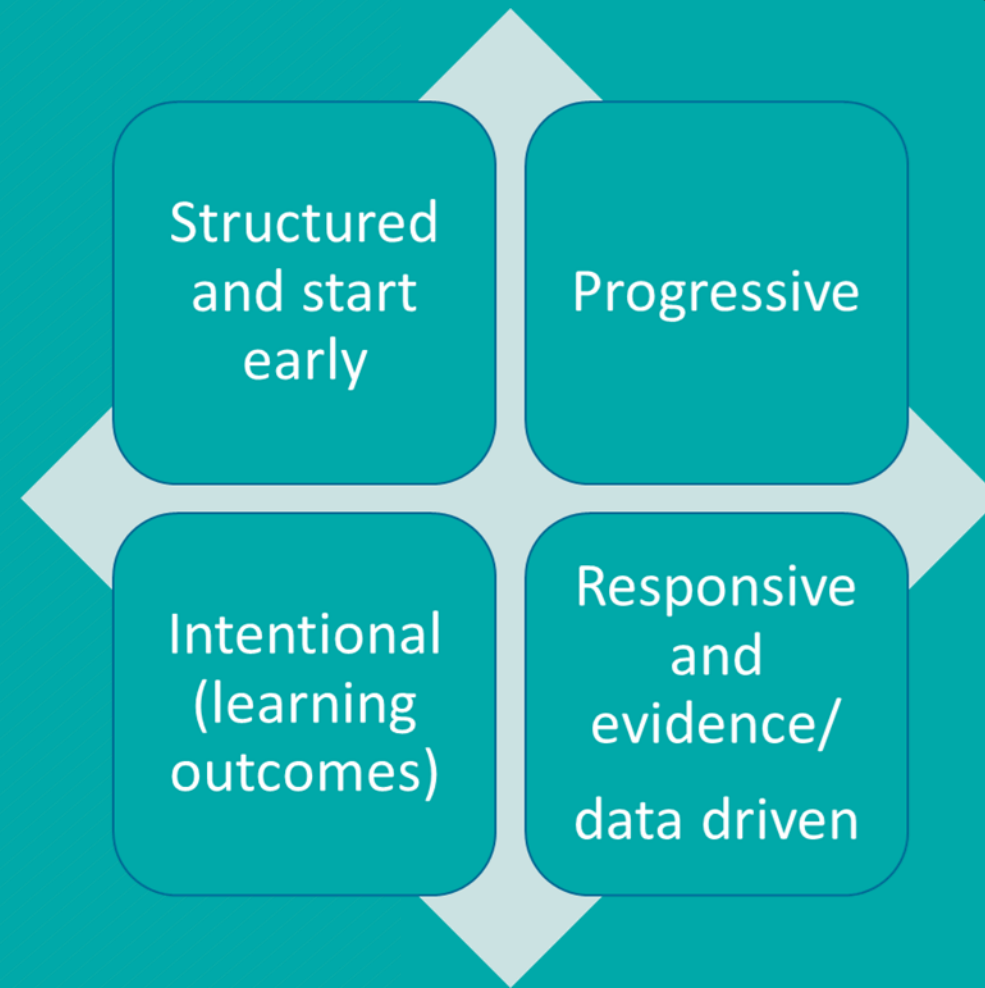 Structured
and start
early
Progressive
Intentional
(learning
outcomes)
Responsive
and
evidence/
data driven